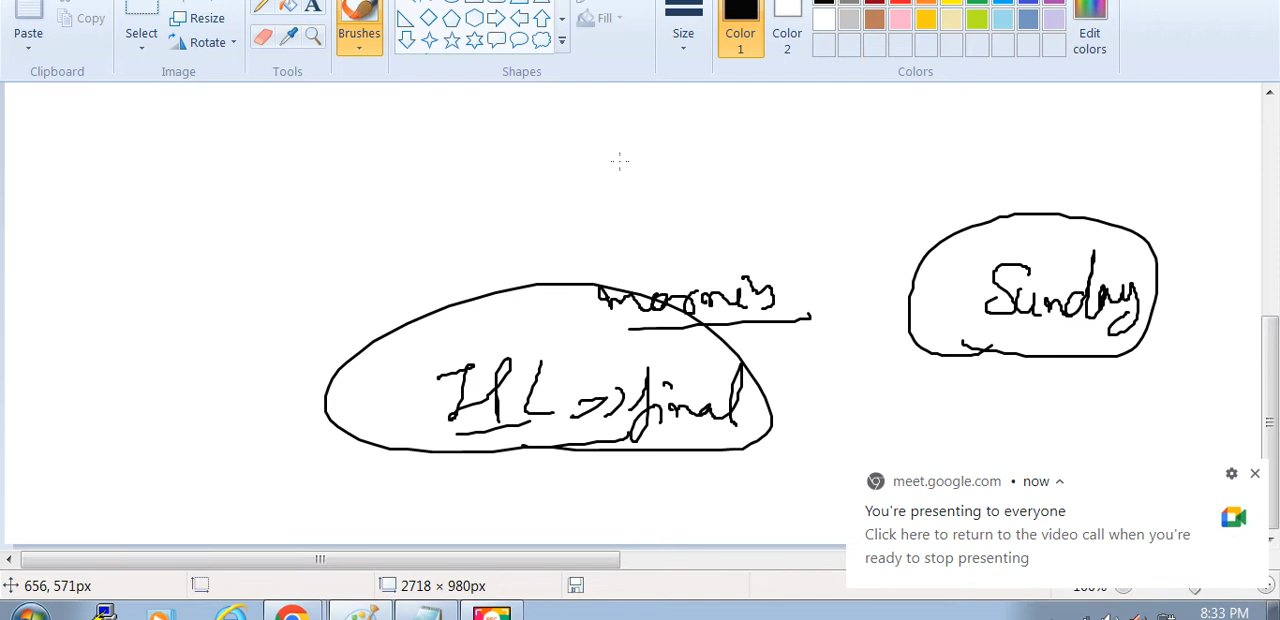 Paste
Copy
Select
Resize
Rotate
A
Brushes
Fill
Size
Color 1
Color 2
Edit colors
Clipboard
Image
Tools
Shapes
Colors
Sunday
final
meet.google.com • now
You're presenting to everyone
Click here to return to the video call when you're
ready to stop presenting
656, 571px
2718 × 980px
8:33 PM